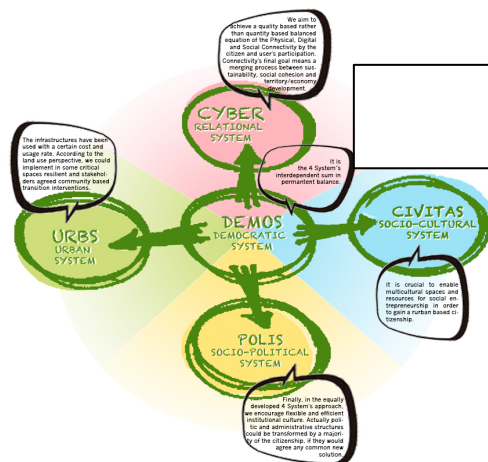 We aim to
achieve a quality based rather
than quantity based balanced
equation of the Physical, Digital
and Social Connectivity by the
citizen and user's participation.
Connectivity's final goal means a
merging process between sus-
tainability, social cohesion and
territory/economy
development.
CYBER
RELATIONAL
SYSTEM
The infrastructures have been
used with a certain cost and
usage rate. According to the
land use perspective, we could
implement in some critical
spaces resilient and stakehold-
ers agreed community based
transition interventions.
It is
the 4 System's
interdependent sum in
permantent balance.
URBS
URBAN
SYSTEM
DEMOS
DEMOCRATIC
SYSTEM
CIVITAS
SOCIO-CULTURAL
SYSTEM
It is crucial to enable
multicultural spaces and
resources for social en-
trepreneurship in order
to gain a rurban based ci-
tizenship.
POLIS
SOCIO-POLITICAL
SYSTEM
Finally, in the equally
developed 4 System's approach,
we encourage flexible and efficient
institutional culture. Actually poli-
tic and administrative structures
could be transformed by a majori-
ty of the citizenship, if they would
agree any common new
solution.